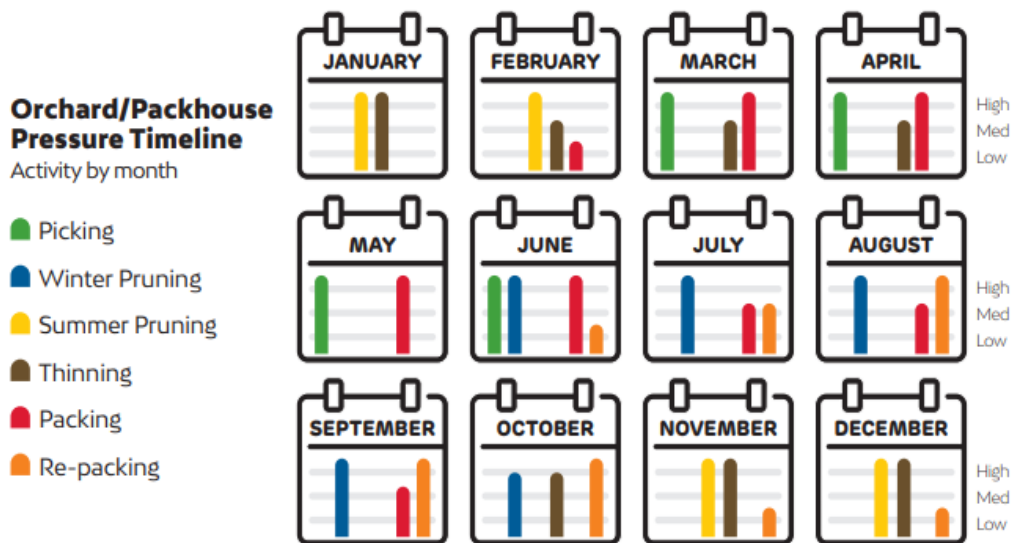 Orchard/Packhouse
Pressure Timeline
Activity by month
Picking
Winter Pruning
Summer Pruning
Thinning
Packing
Re-packing
JANUARY
FEBRUARY
MARCH
APRIL
High
Med
Low
MAY
JUNE
JULY
AUGUST
High
Med
Low
SEPTEMBER
OCTOBER
NOVEMBER
DECEMBER
High
Med
Low